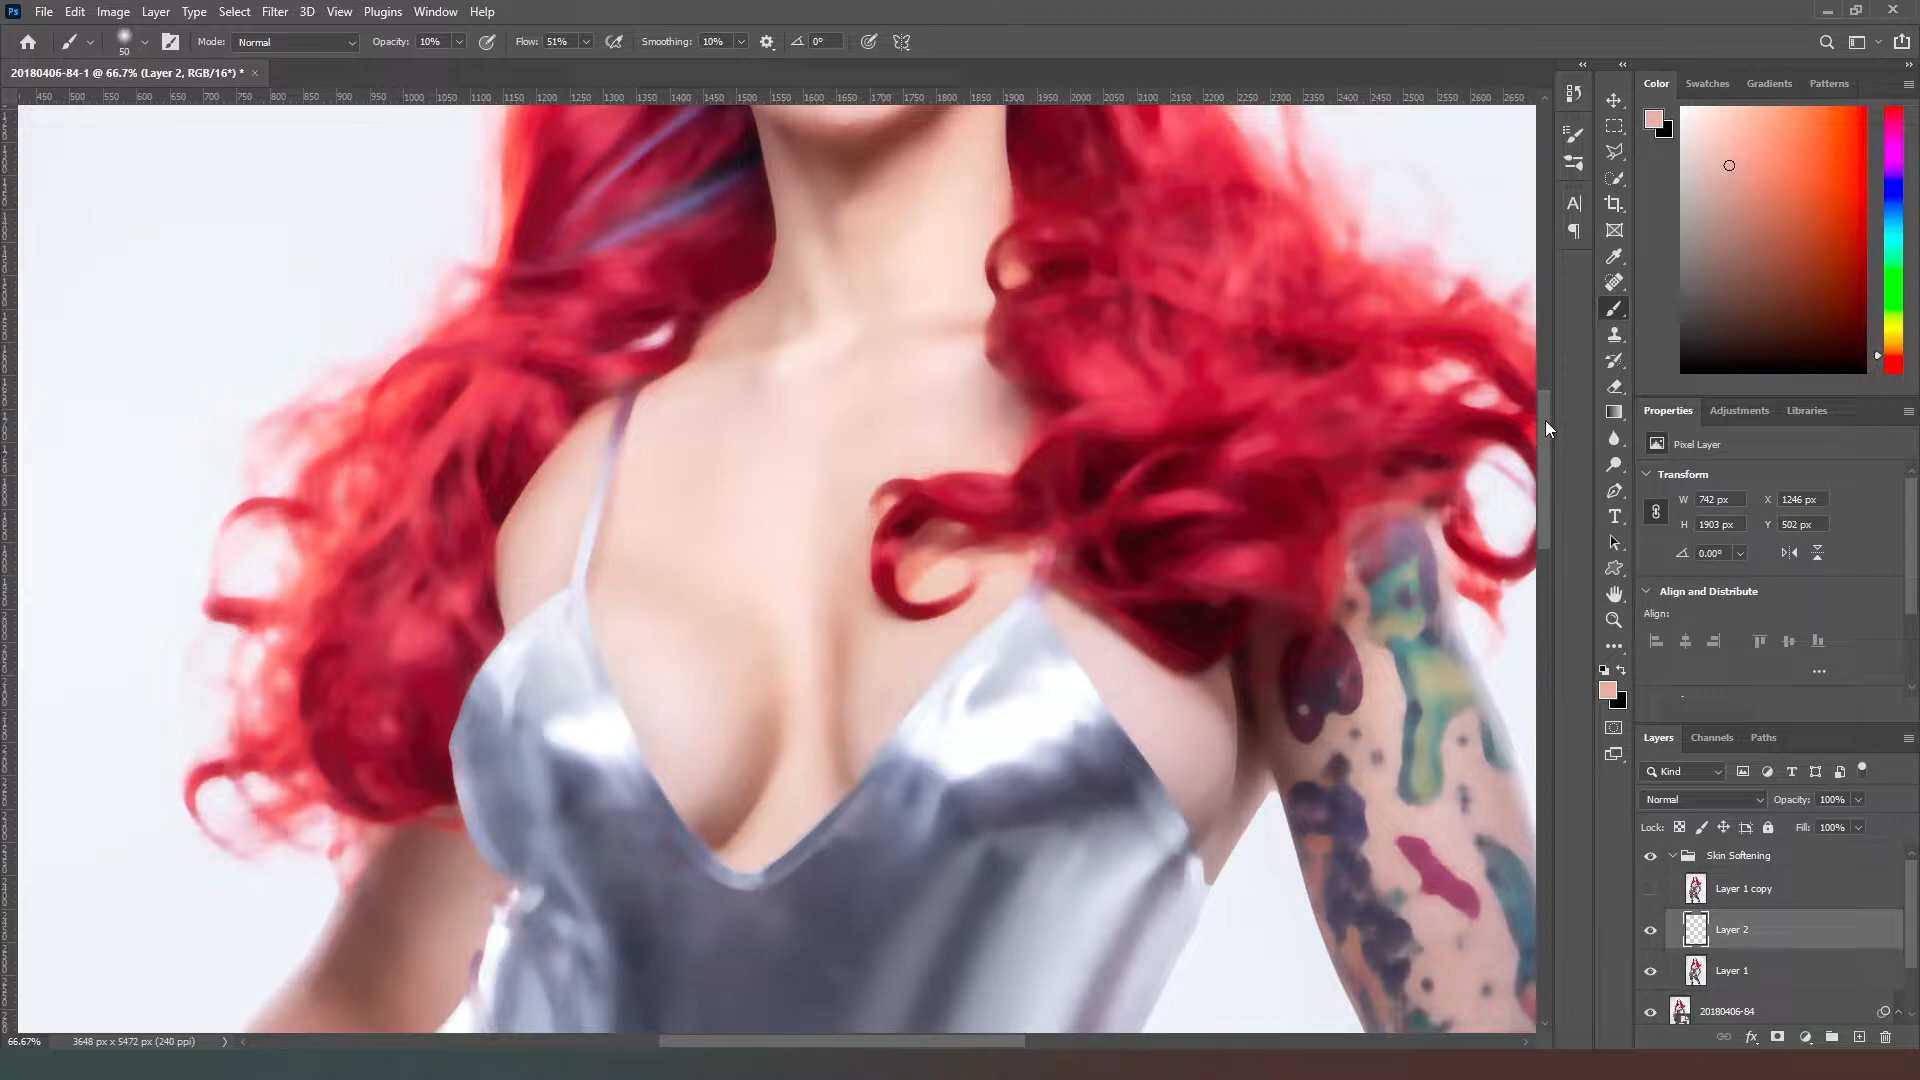 Ps File Edit Image Layer Type Select Filter 3D View Plugins Window Help
50 Mode: Normal Opacity: 10% Flow: 51% Smoothing: 10% 0°
20180406-84-1 @ 66.7% (Layer 2, RGB/16*) * ×
450 500 550 600 650 700 750 800 850 900 950 1000 1050 1100 1150 1200 1250 1300 1350 1400 1450 1500 1550 1600 1650 1700 1750 1800 1850 1900 1950 2000 2050 2100 2150 2200 2250 2300 2350 2400 2450 2500 2550 2600 2650
Color Swatches Gradients Patterns
Properties Adjustments Libraries
Pixel Layer
Transform
W 742 px X 1246 px
H 1903 px Y 502 px
0.00°
Align and Distribute
Align:
Layers Channels Paths
Kind
Normal Opacity: 100%
Lock: Fill: 100%
Skin Softening
Layer 1 copy
Layer 2
Layer 1
20180406-84
66.67% 3648 px x 5472 px (240 ppi)